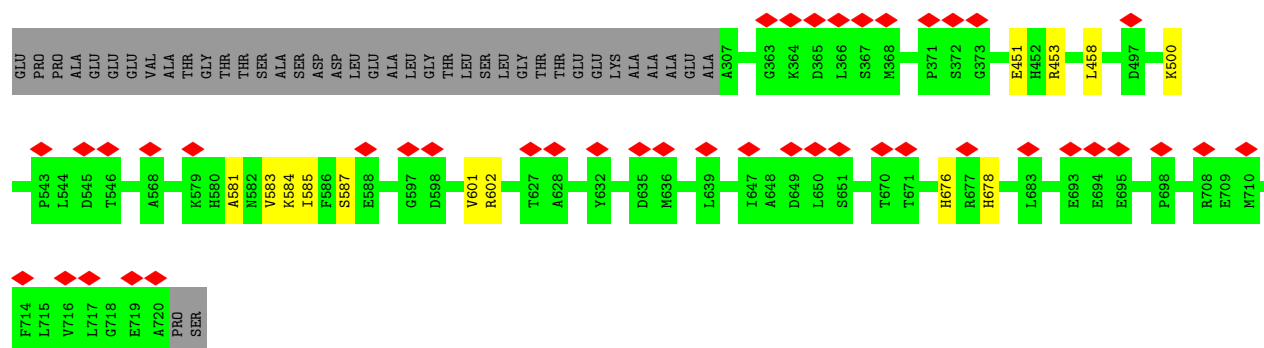 GLU PRO PRO ALA GLU GLU GLU VAL ALA THR GLY THR THR SER ALA SER ASP ASP LEU GLU ALA LEU GLY THR LEU SER LEU GLY THR THR GLU GLU LYS ALA ALA ALA ALA GLU ALA A307 G363 K364 D365 L366 S367 M368 P371 S372 G373 E451 H452 R453 L458 D497 K500
P543 L544 D545 T546 A568 K579 H580 A581 N582 V583 K584 I585 F586 S587 E588 G597 D598 V601 R602 T627 A628 Y632 D635 M636 L639 I647 A648 D649 L650 S651 T670 T671 H676 R677 H678 L683 E693 E694 E695 P698 R708 E709 M710
F714 L715 V716 L717 G718 E719 A720 PRO SER